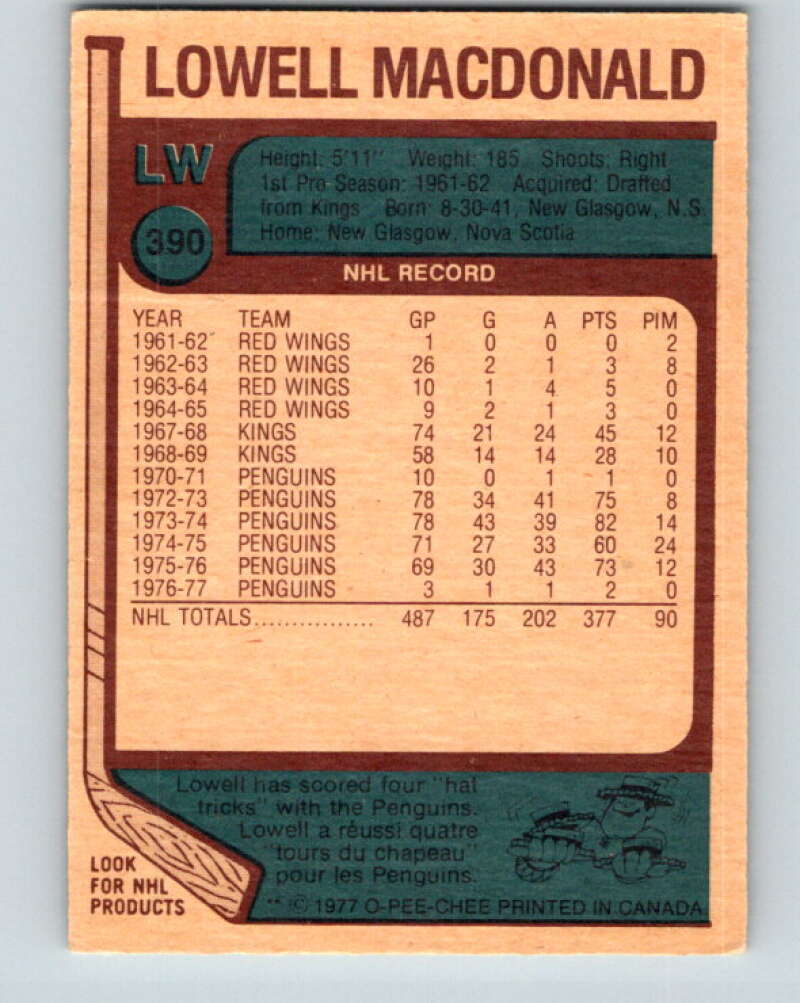 LOWELL MACDONALD
LW
390
Height: 5'11" Weight: 185 Shoots: Right
1st Pro Season: 1961-62 Acquired: Drafted
from Kings Born: 8-30-41, New Glasgow, N.S.
Home: New Glasgow, Nova Scotia
NHL RECORD
YEAR TEAM GP G A PTS PIM
1961-62 RED WINGS 1 0 0 0 2
1962-63 RED WINGS 26 2 1 3 8
1963-64 RED WINGS 10 1 4 5 0
1964-65 RED WINGS 9 2 1 3 0
1967-68 KINGS 74 21 24 45 12
1968-69 KINGS 58 14 14 28 10
1970-71 PENGUINS 10 0 1 1 0
1972-73 PENGUINS 78 34 41 75 8
1973-74 PENGUINS 78 43 39 82 14
1974-75 PENGUINS 71 27 33 60 24
1975-76 PENGUINS 69 30 43 73 12
1976-77 PENGUINS 3 1 1 2 0
NHL TOTALS................ 487 175 202 377 90
Lowell has scored four "hat
tricks" with the Penguins.
Lowell a réussi quatre
"tours du chapeau"
pour les Penguins.
LOOK
FOR NHL
PRODUCTS
** © 1977 O-PEE-CHEE PRINTED IN CANADA